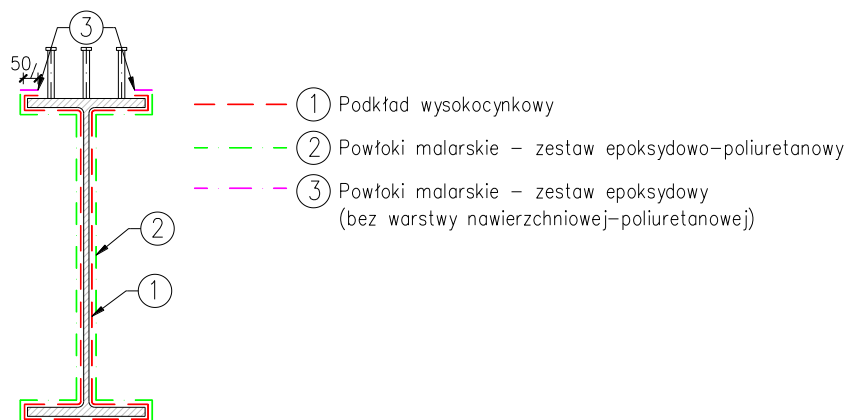 3
50
1 Podkład wysokocynkowy
2 Powłoki malarskie – zestaw epoksydowo–poliuretanowy
3 Powłoki malarskie – zestaw epoksydowy
(bez warstwy nawierzchniowej–poliuretanowej)
2
1